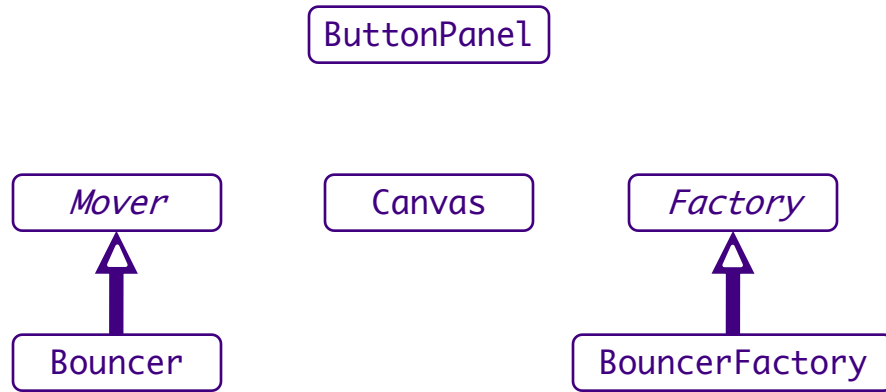 ButtonPanel
Mover
Canvas
Factory
Bouncer
BouncerFactory